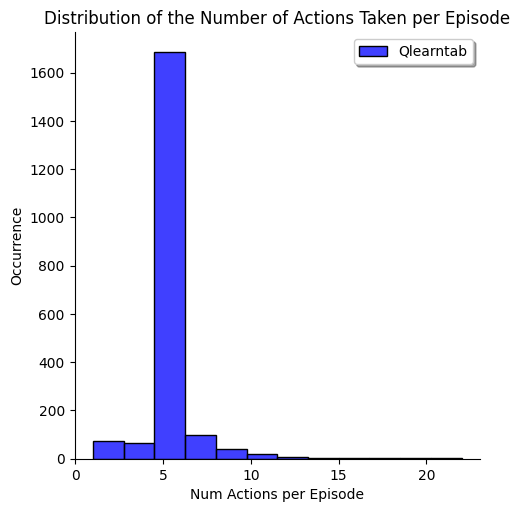 Distribution of the Number of Actions Taken per Episode
Qlearntab
1600
1400
1200
1000
800
600
400
200
0
0 5 10 15 20
Occurrence
Num Actions per Episode